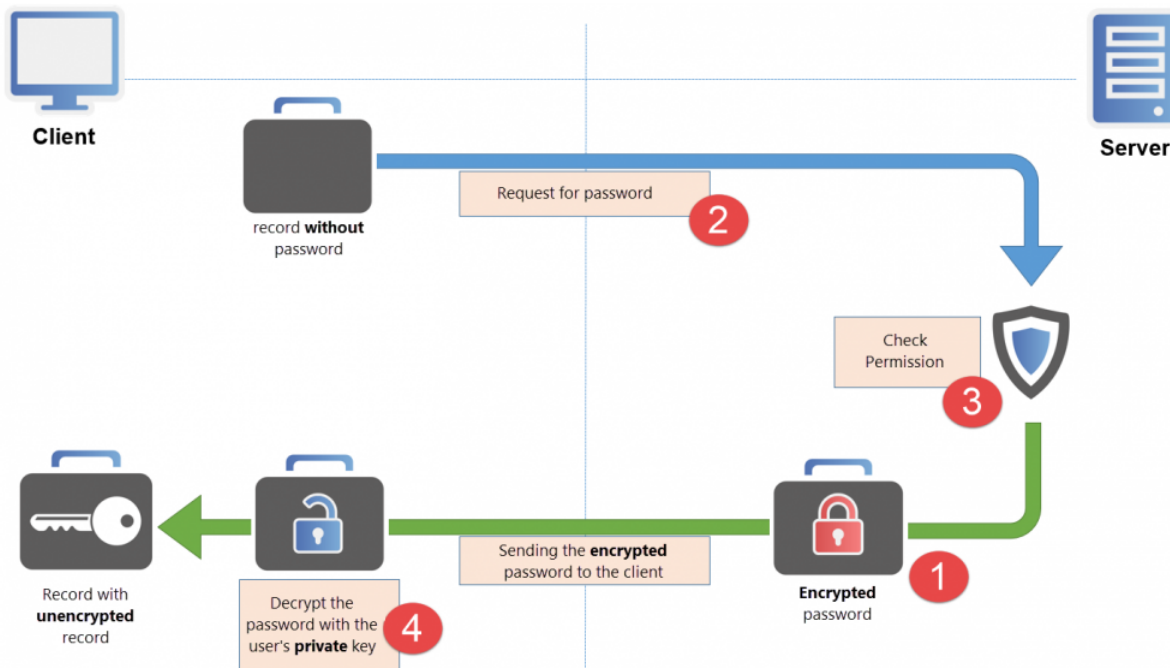 Client
Server
record without
password
Request for password
2
Check
Permission
3
Record with
unencrypted
record
Decrypt the
password with the
user's private key
4
Sending the encrypted
password to the client
Encrypted
password
1